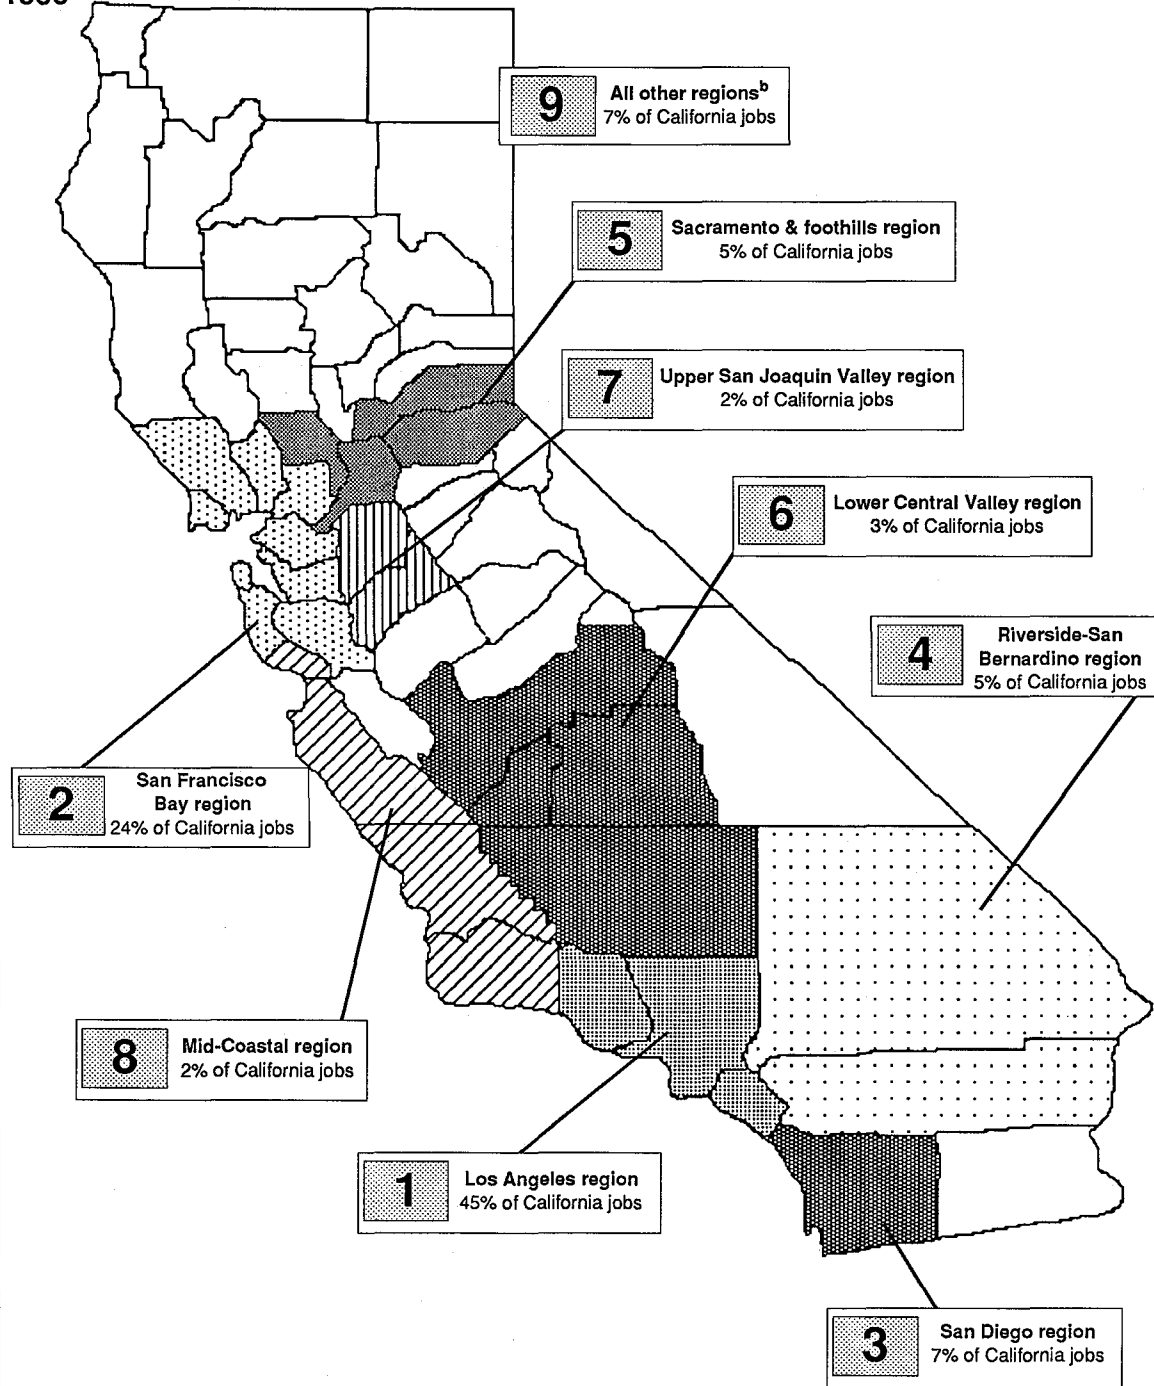 9
All other regionsb
7% of California jobs
5
Sacramento & foothills region
5% of California jobs
7
Upper San Joaquin Valley region
2% of California jobs
6
Lower Central Valley region
3% of California jobs
4
Riverside-San
Bernardino region
5% of California jobs
2
San Francisco
Bay region
24% of California jobs
8
Mid-Coastal region
2% of California jobs
1
Los Angeles region
45% of California jobs
3
San Diego region
7% of California jobs